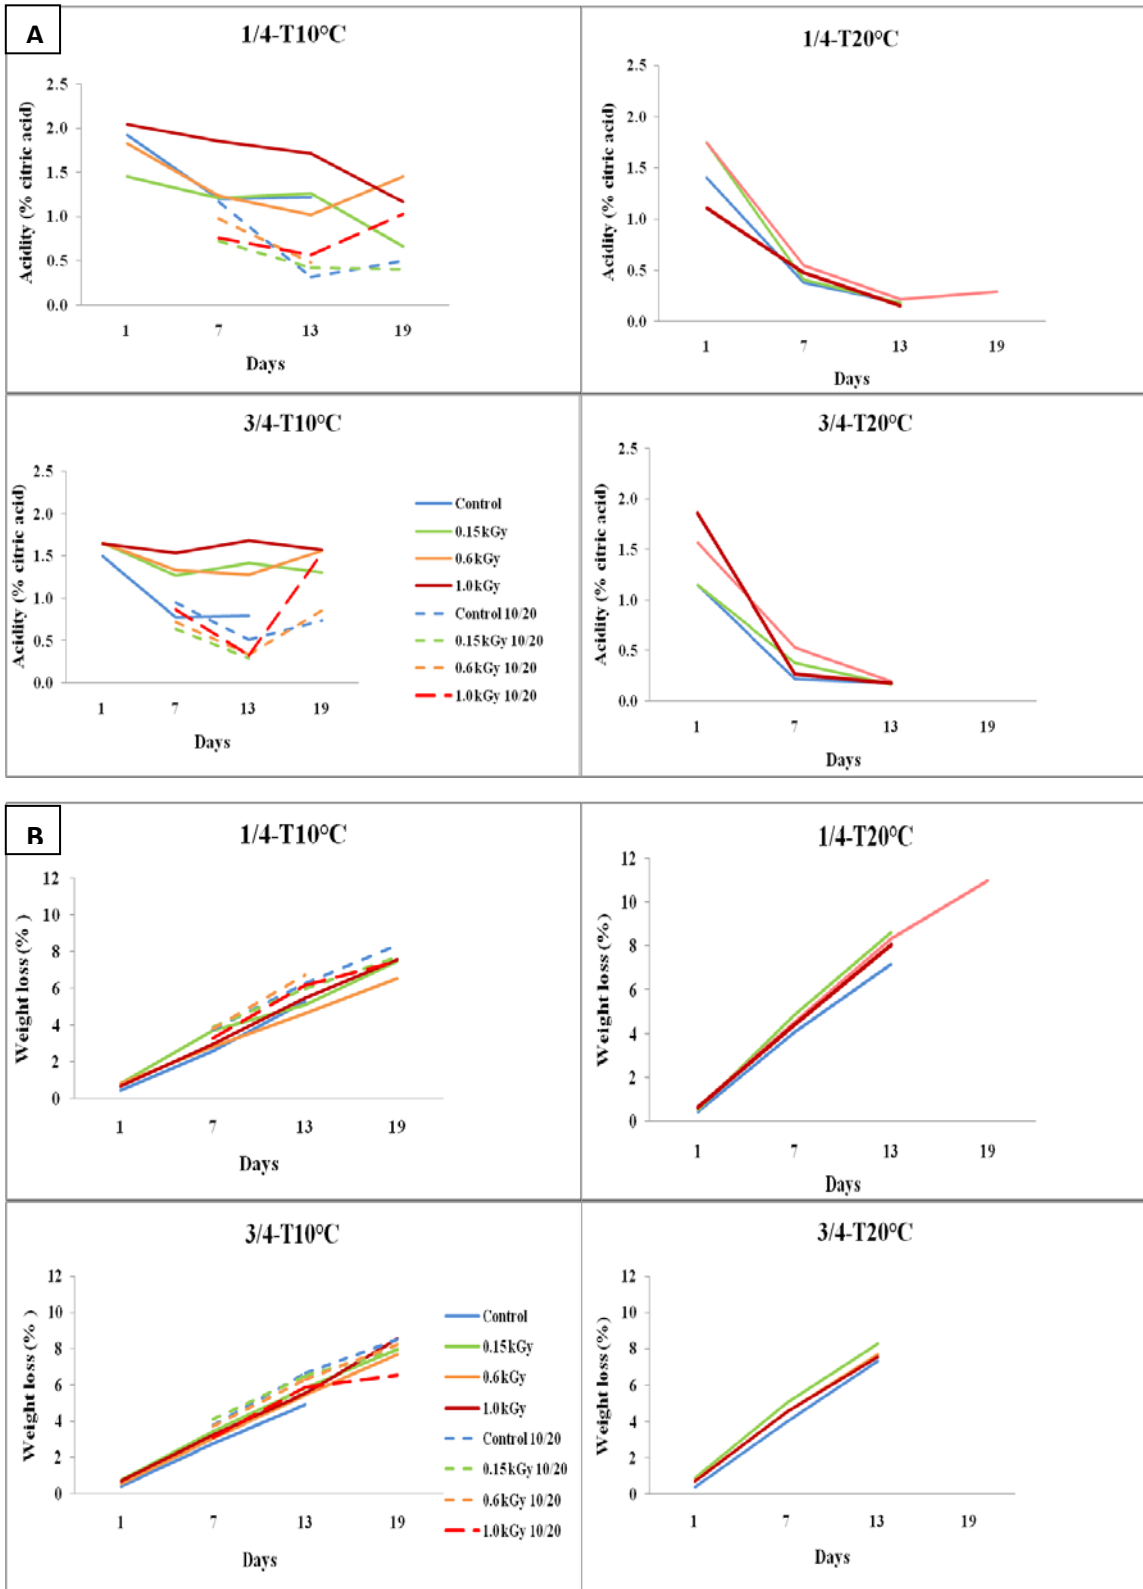 A
1/4-T10°C
Acidity (% citric acid)
2.5
2.0
1.5
1.0
0.5
0.0
1 7 13 19
Days
1/4-T20°C
Acidity (% citric acid)
2.5
2.0
1.5
1.0
0.5
0.0
1 7 13 19
Days
3/4-T10°C
Acidity (% citric acid)
2.5
2.0
1.5
1.0
0.5
0.0
1 7 13 19
Days
Control
0.15kGy
0.6kGy
1.0kGy
Control 10/20
0.15kGy 10/20
0.6kGy 10/20
1.0kGy 10/20
3/4-T20°C
Acidity (% citric acid)
2.5
2.0
1.5
1.0
0.5
0.0
1 7 13 19
Days
B
1/4-T10°C
Weight loss (% )
12
10
8
6
4
2
0
1 7 13 19
Days
1/4-T20°C
Weight loss (%)
12
10
8
6
4
2
0
1 7 13 19
Days
3/4-T10°C
Weight loss (% )
12
10
8
6
4
2
0
1 7 13 19
Days
Control
0.15kGy
0.6kGy
1.0kGy
Control 10/20
0.15kGy 10/20
0.6kGy 10/20
1.0kGy 10/20
3/4-T20°C
Weight loss (%)
12
10
8
6
4
2
0
1 7 13 19
Days